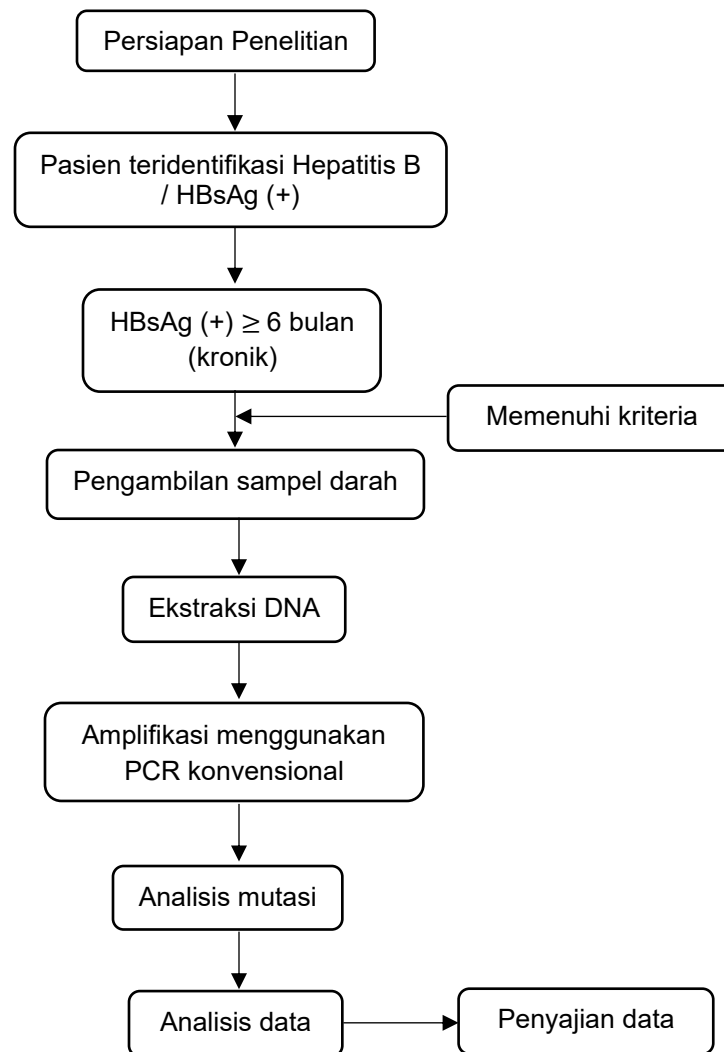 Persiapan Penelitian
Pasien teridentifikasi Hepatitis B
/ HBsAg (+)
HBsAg (+) ≥ 6 bulan
(kronik)
Memenuhi kriteria
Pengambilan sampel darah
Ekstraksi DNA
Amplifikasi menggunakan
PCR konvensional
Analisis mutasi
Analisis data
Penyajian data